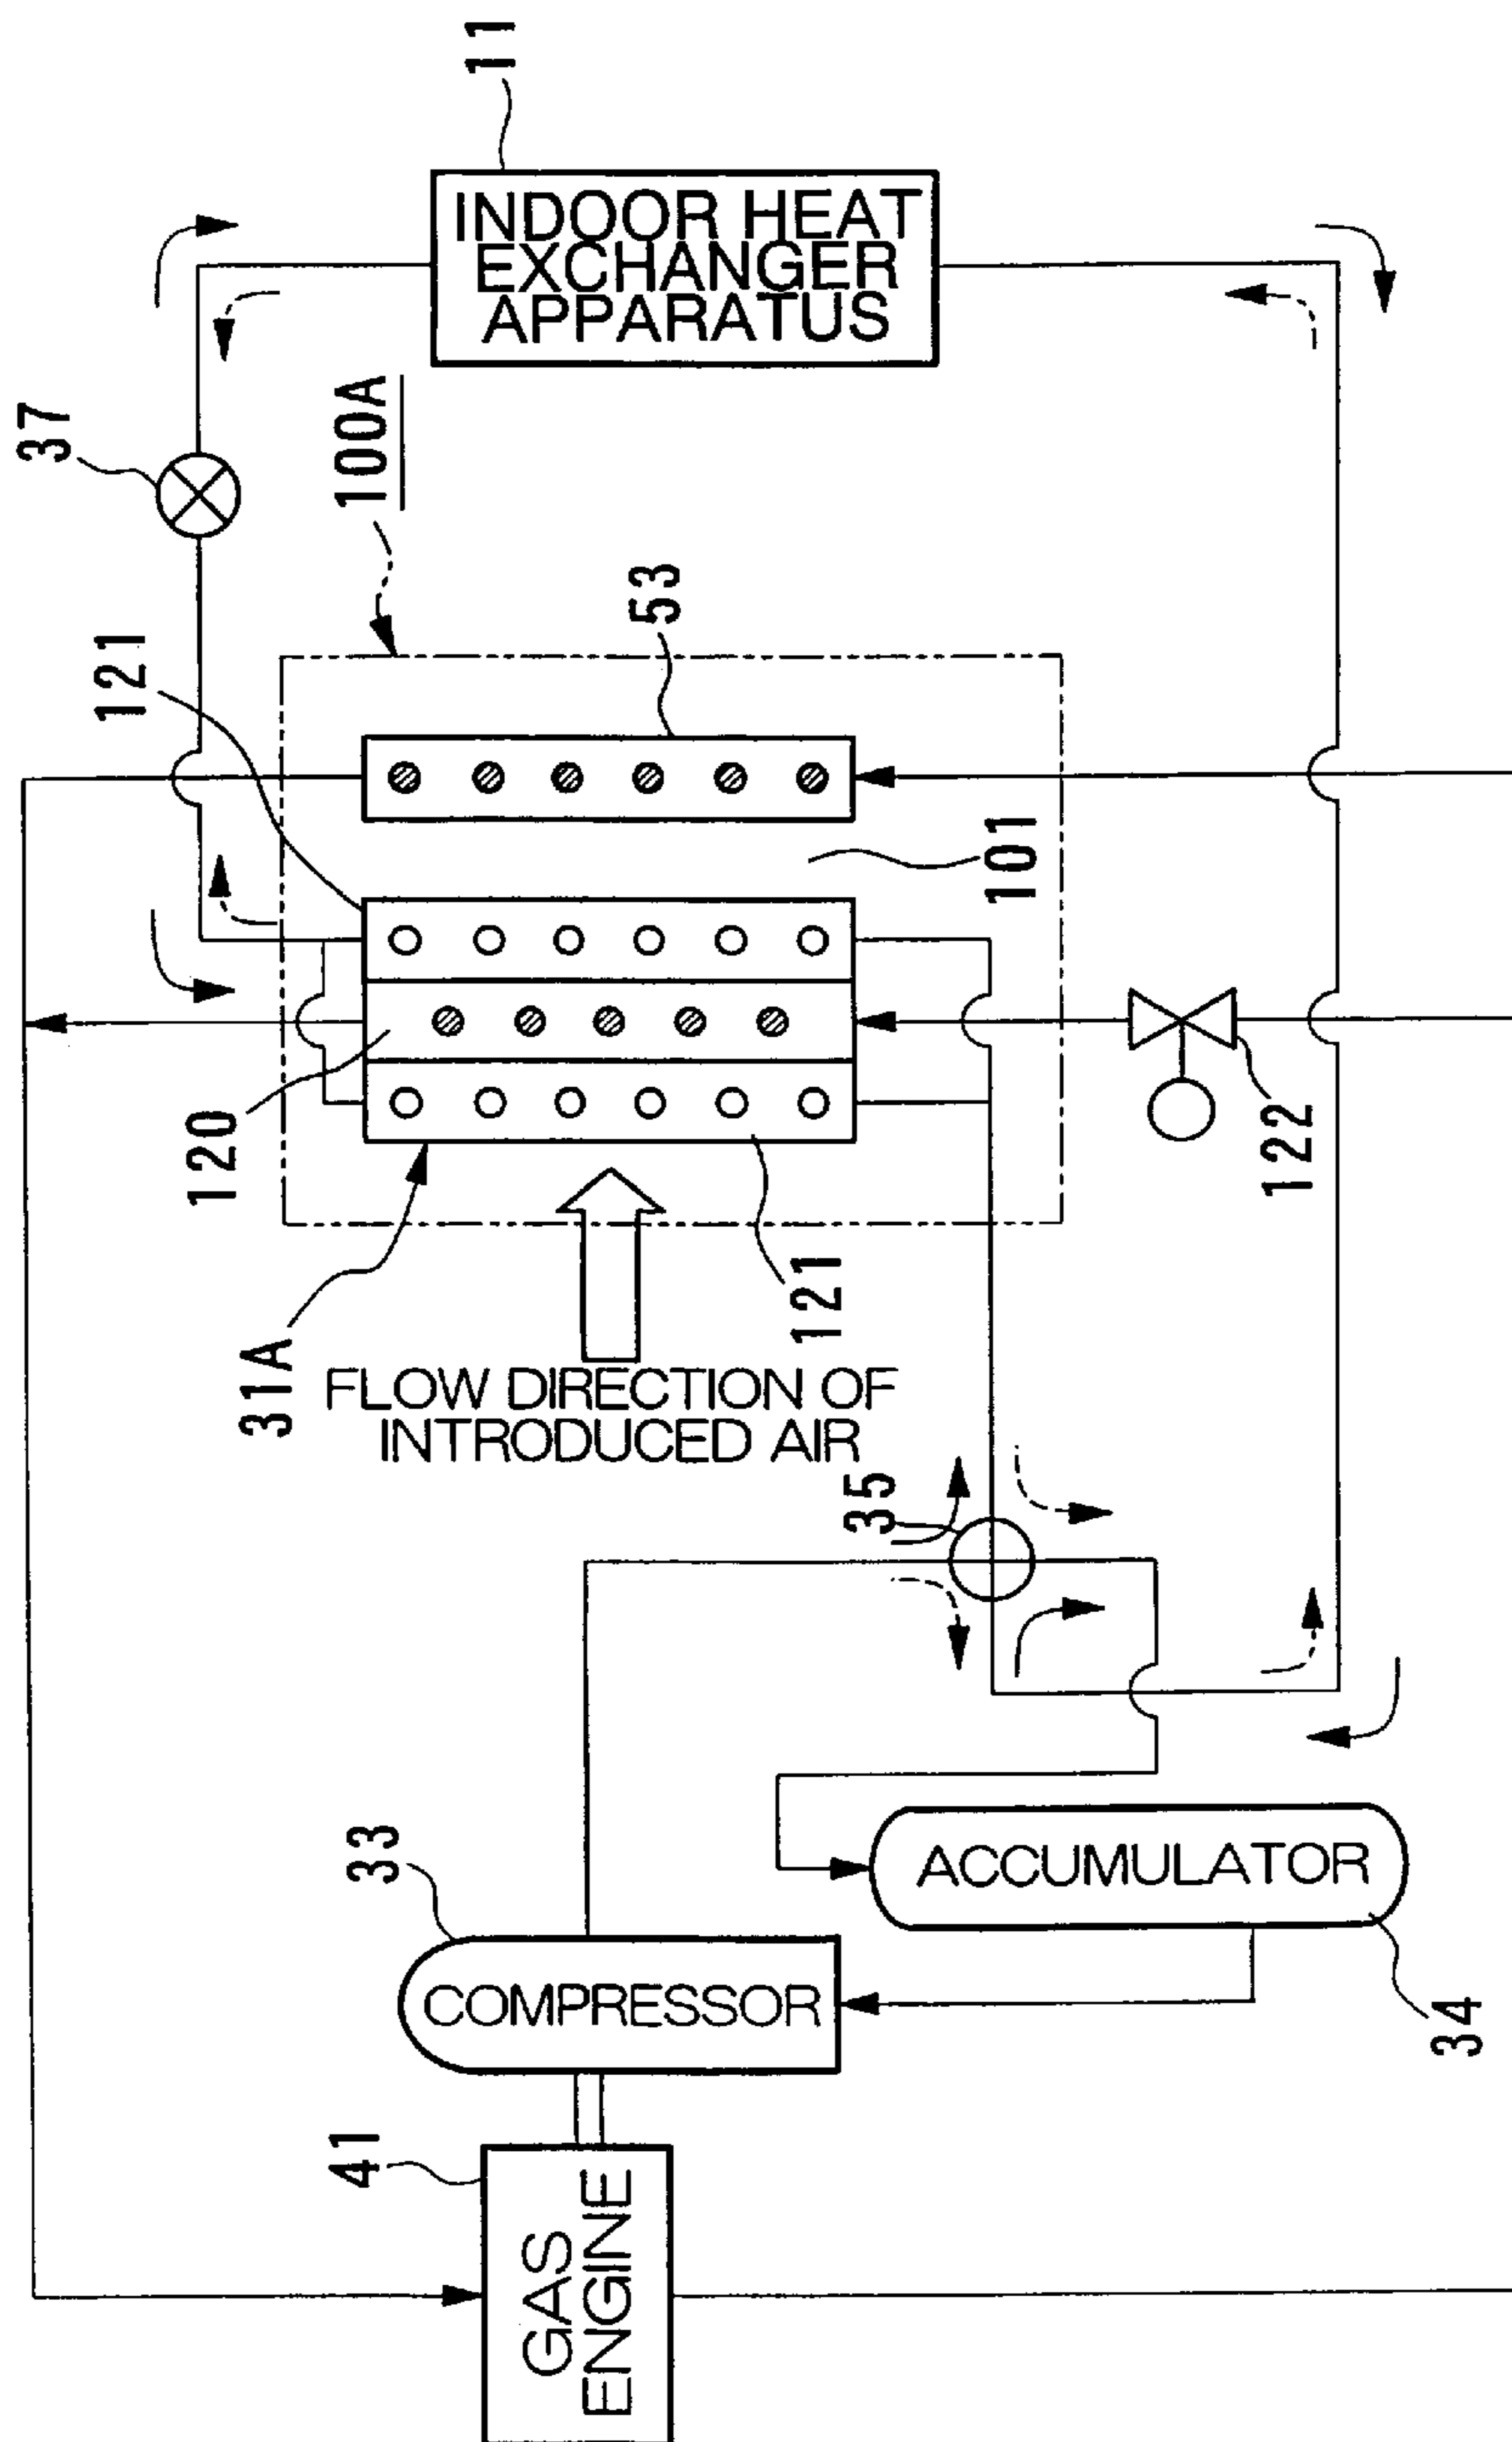 11
INDOOR HEAT
EXCHANGER
APPARATUS
37
100A
53
121
101
120
122
121
31A
FLOW DIRECTION OF
INTRODUCED AIR
35
33
COMPRESSOR
ACCUMULATOR
34
41
GAS
ENGINE